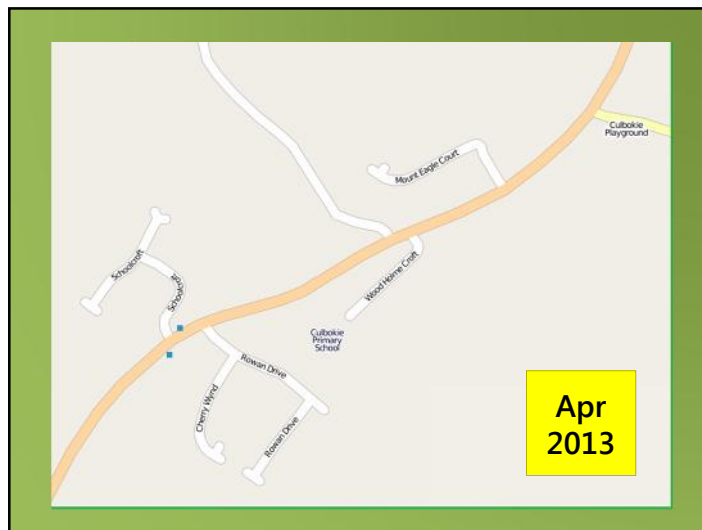 Culbokie
Playground
Mount Eagle Court
Schoolcroft
Schoolcroft
Wood Holme Croft
Culbokie
Primary
School
Rowan Drive
Cherry Wynd
Rowan Drive
Apr
2013